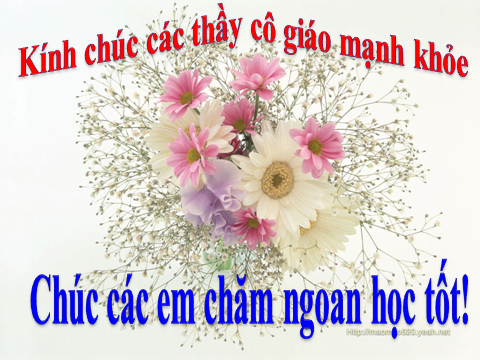 Kính chúc các thầy cô giáo mạnh khỏe
Chúc các em chăm ngoan học tốt!